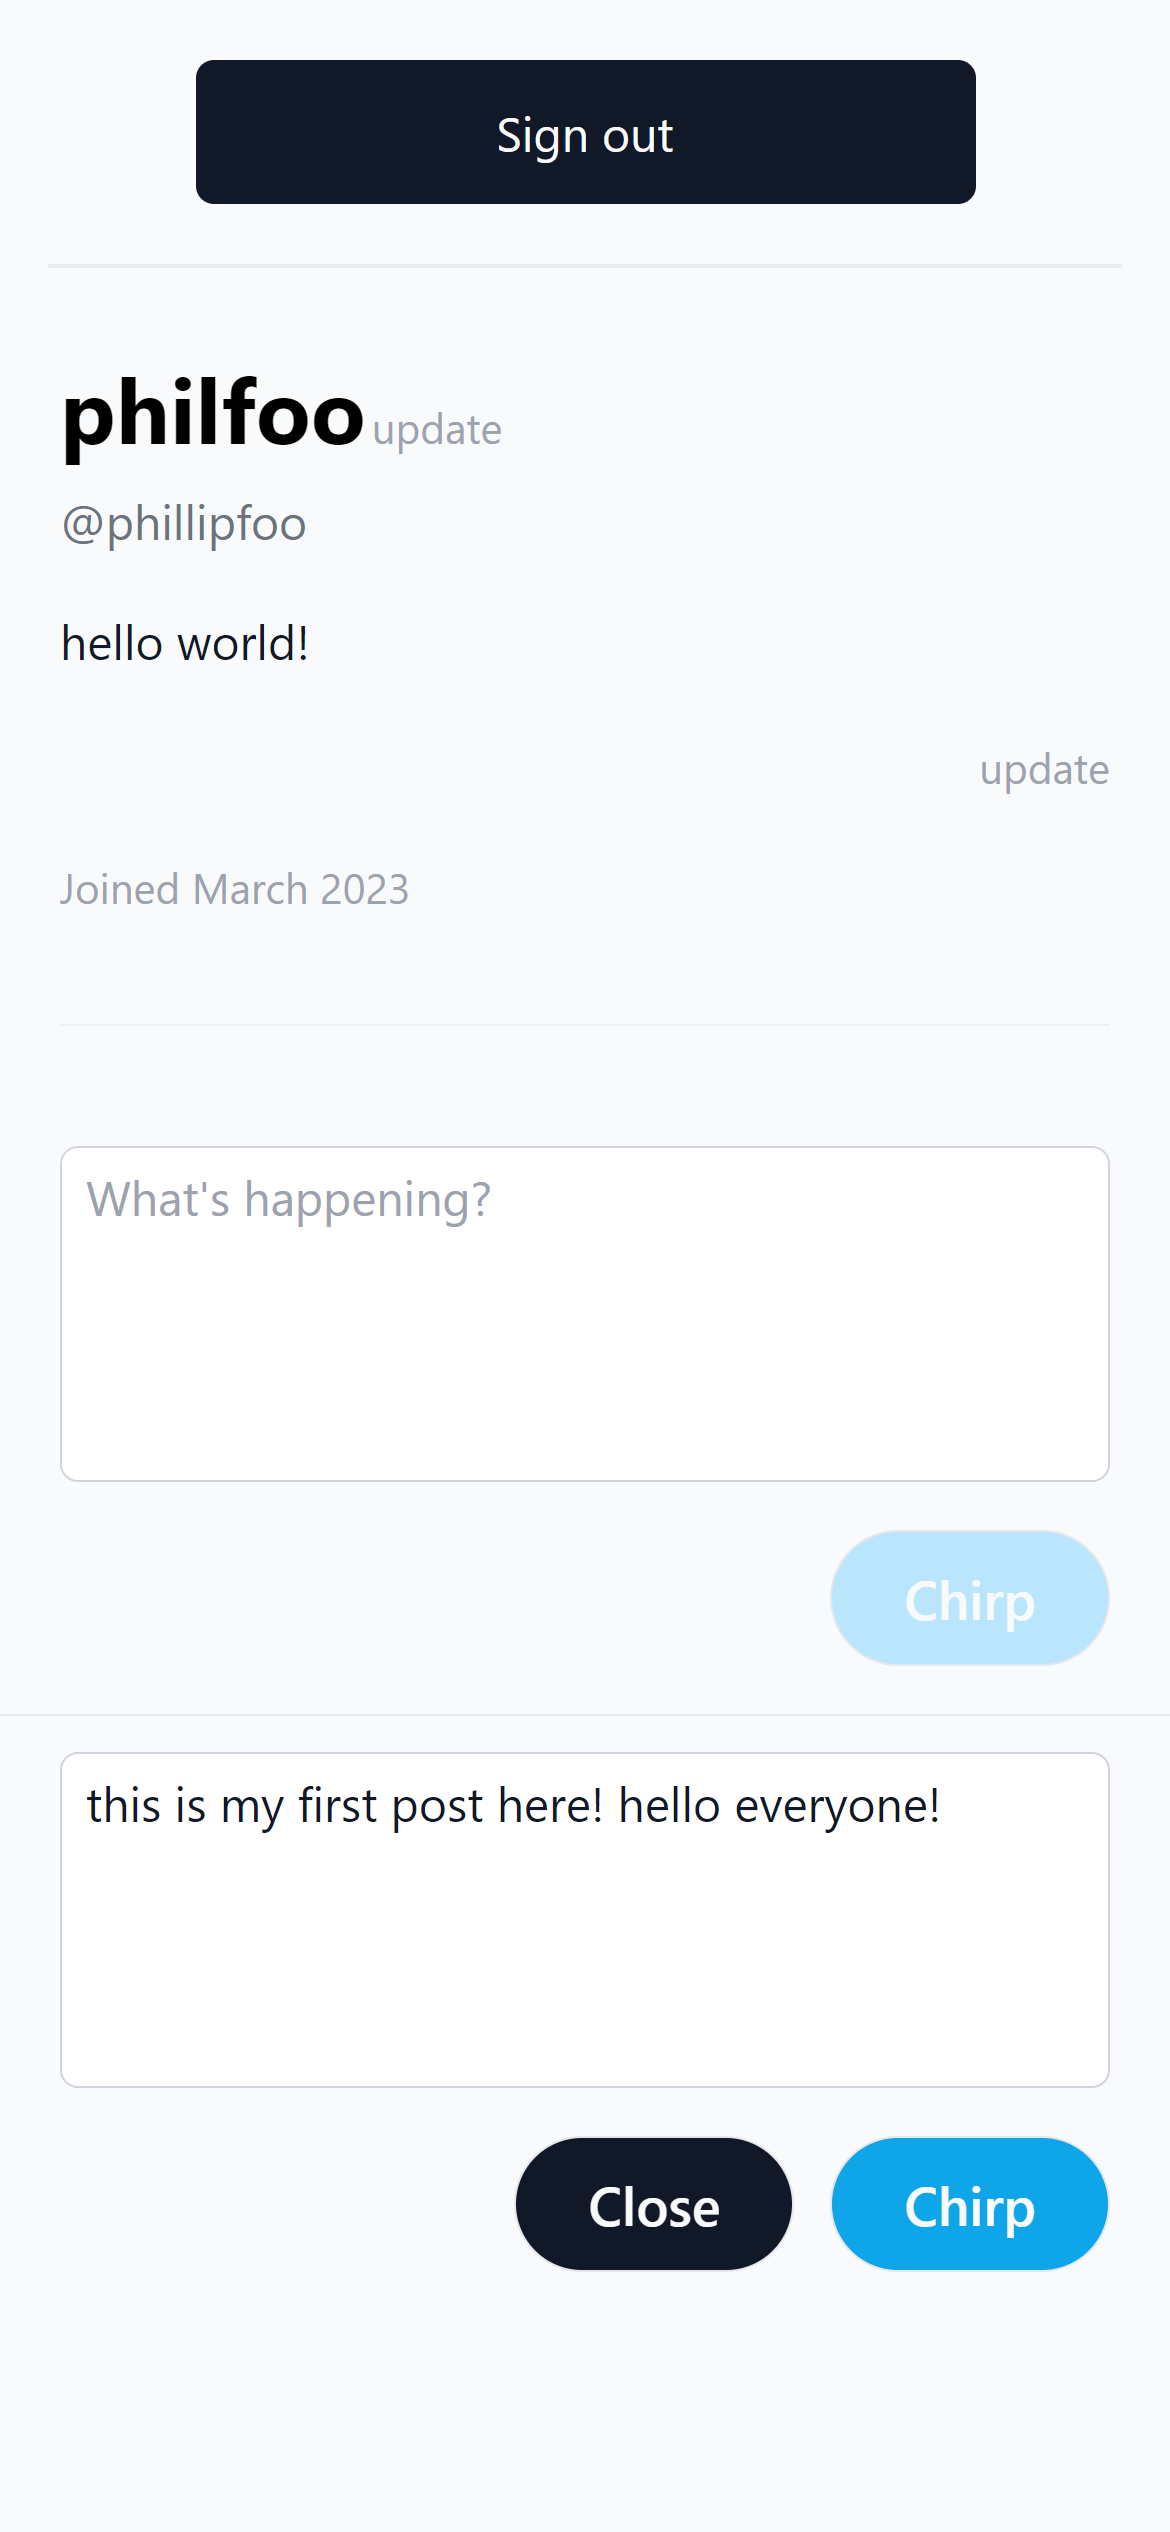 Sign out
philfoo update
@phillipfoo
hello world!
update
Joined March 2023
What's happening?
Chirp
this is my first post here! hello everyone!
Close Chirp